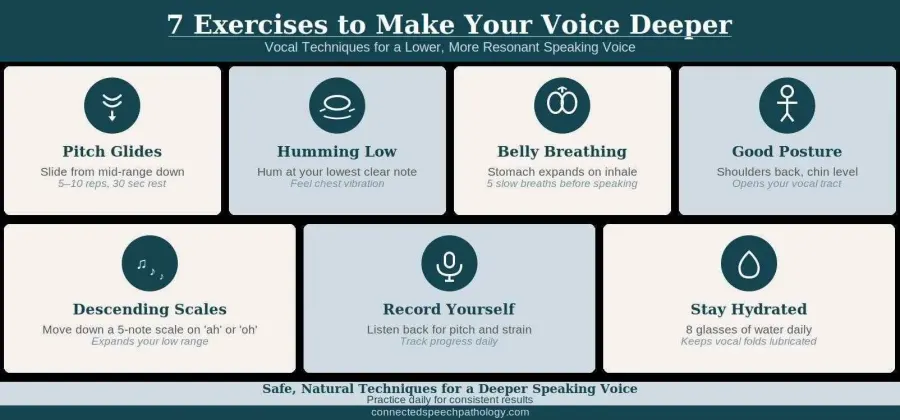 7 Exercises to Make Your Voice Deeper
Vocal Techniques for a Lower, More Resonant Speaking Voice
Pitch Glides
Slide from mid-range down
5–10 reps, 30 sec rest
Humming Low
Hum at your lowest clear note
Feel chest vibration
Belly Breathing
Stomach expands on inhale
5 slow breaths before speaking
Good Posture
Shoulders back, chin level
Opens your vocal tract
Descending Scales
Move down a 5-note scale on 'ah' or 'oh'
Expands your low range
Record Yourself
Listen back for pitch and strain
Track progress daily
Stay Hydrated
8 glasses of water daily
Keeps vocal folds lubricated
Safe, Natural Techniques for a Deeper Speaking Voice
Practice daily for consistent results
connectedspeechpathology.com